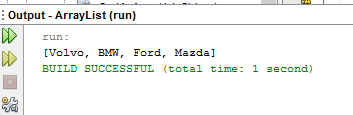 Output - ArrayList (run)
run:
[Volvo, BMW, Ford, Mazda]
BUILD SUCCESSFUL (total time: 1 second)